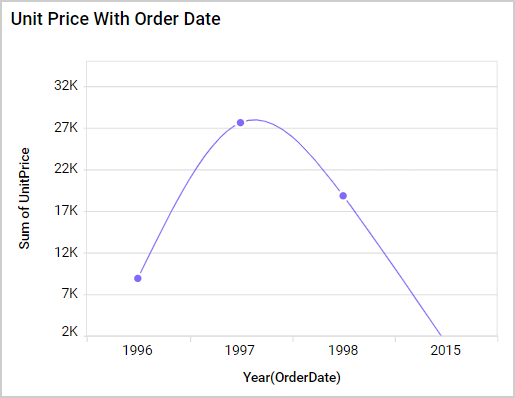 Unit Price With Order Date
32K
27K
22K
17K
12K
7K
2K
Sum of UnitPrice
1996 1997 1998 2015
Year(OrderDate)